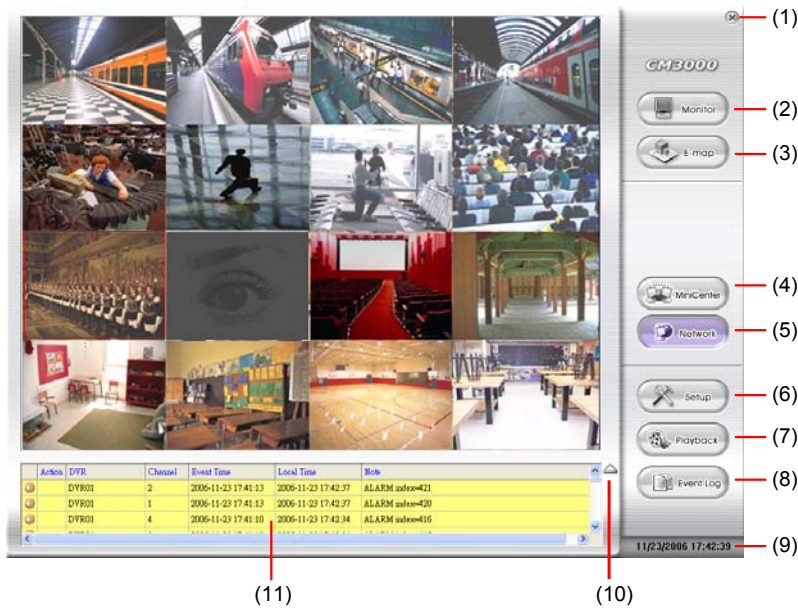 (1)
CM3000
Monitor
(2)
E-map
(3)
MiniCenter
(4)
Network
(5)
Setup
(6)
Playback
(7)
Event Log
(8)
11/23/2006 17:42:39
(9)
Action DVR Channel Event Time Local Time Note
DVR01 2 2006-11-23 17:41:13 2006-11-23 17:42:37 ALARM index=421
DVR01 1 2006-11-23 17:41:13 2006-11-23 17:42:37 ALARM index=420
DVR01 4 2006-11-23 17:41:10 2006-11-23 17:42:34 ALARM index=416
(11)
(10)